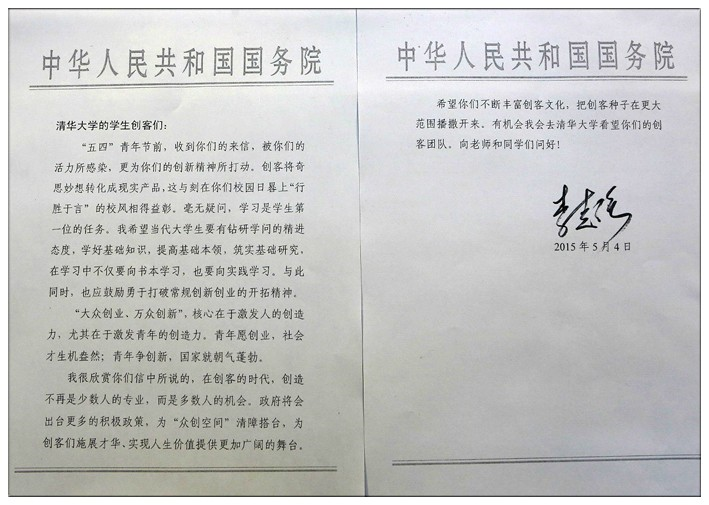 中华人民共和国国务院
清华大学的学生创客们：
“五四”青年节前，收到你们的来信，被你们的
活力所感染，更为你们的创新精神所打动。创客将奇
思妙想转化成现实产品，这与刻在你们校园日晷上“行
胜于言”的校风相得益彰。毫无疑问，学习是学生第
一位的任务。我希望当代大学生要有钻研学问的精进
态度，学好基础知识，提高基础本领，筑实基础研究，
在学习中不仅要向书本学习，也要向实践学习。与此
同时，也应鼓励勇于打破常规创新创业的开拓精神。
“大众创业、万众创新”，核心在于激发人的创造
力，尤其在于激发青年的创造力。青年愿创业，社会
才生机盎然；青年争创新，国家就朝气蓬勃。
我很欣赏你们信中所说的，在创客的时代，创造
不再是少数人的专业，而是多数人的机会。政府将会
出台更多的积极政策，为“众创空间”清障搭台，为
创客们施展才华、实现人生价值提供更加广阔的舞台。
中华人民共和国国务院
希望你们不断丰富创客文化，把创客种子在更大
范围播撒开来。有机会我会去清华大学看望你们的创
客团队。向老师和同学们问好！
李克强
2015年5月4日